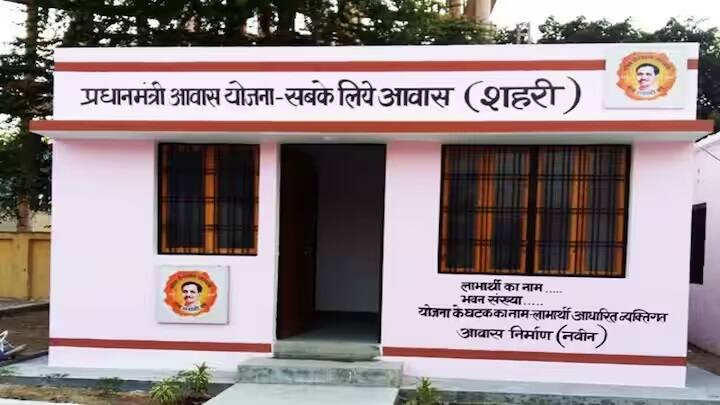 प्रधानमंत्री आवास योजना-सबके लिये आवास (शहरी)
लाभार्थी का नाम .....
भवन संख्या.....
योजना के घटक का नाम-लाभार्थी आधारित व्यक्तिगत
आवास निर्माण (नवीन)